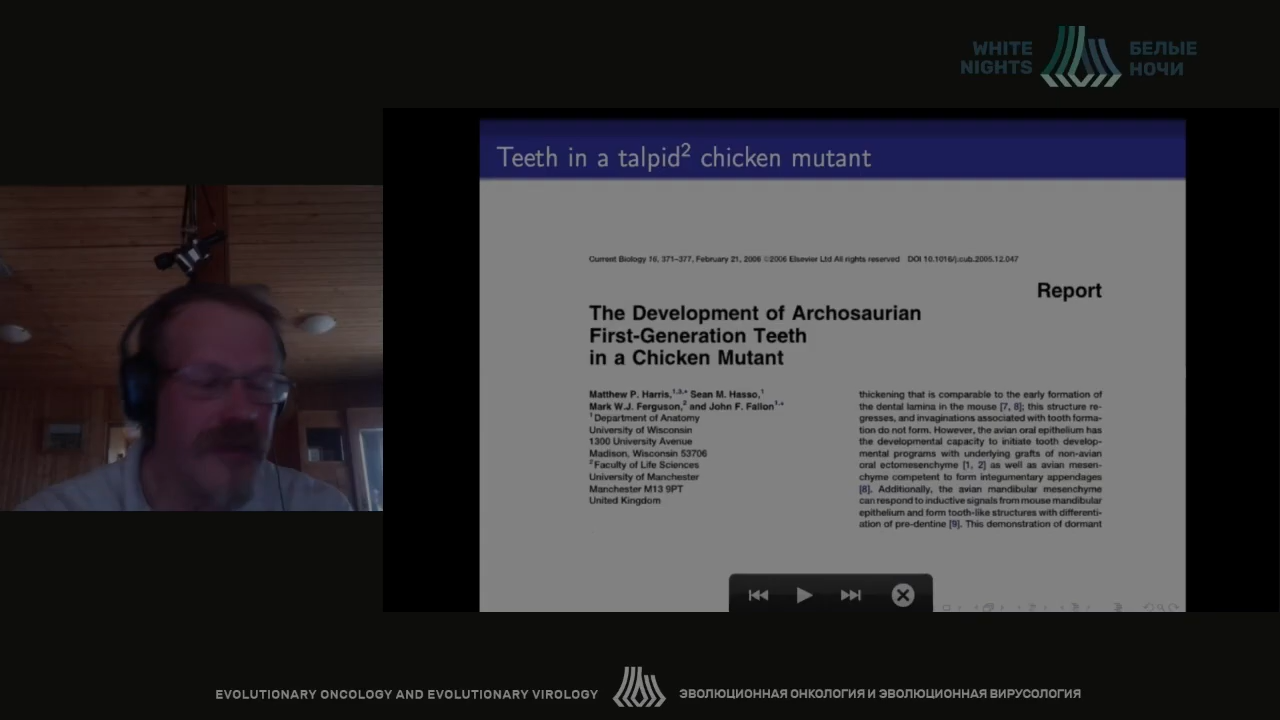 WHITE
NIGHTS
БЕЛЫЕ
НОЧИ
Teeth in a talpid² chicken mutant
Current Biology 16, 371–377, February 21, 2006 ©2006 Elsevier Ltd All rights reserved DOI 10.1016/j.cub.2005.12.047
Report
The Development of Archosaurian
First-Generation Teeth
in a Chicken Mutant
Matthew P. Harris,1,3,* Sean M. Hasso,1
Mark W.J. Ferguson,2 and John F. Fallon1,*
1 Department of Anatomy
University of Wisconsin
1300 University Avenue
Madison, Wisconsin 53706
2 Faculty of Life Sciences
University of Manchester
Manchester M13 9PT
United Kingdom
thickening that is comparable to the early formation of
the dental lamina in the mouse [7, 8]; this structure re-
gresses, and invaginations associated with tooth forma-
tion do not form. However, the avian oral epithelium has
the developmental capacity to initiate tooth develop-
mental programs with underlying grafts of non-avian
oral ectomesenchyme [1, 2] as well as avian mesen-
chyme competent to form integumentary appendages
[8]. Additionally, the avian mandibular mesenchyme
can respond to inductive signals from mouse mandibular
epithelium and form tooth-like structures with differenti-
ation of pre-dentine [9]. This demonstration of dormant
EVOLUTIONARY ONCOLOGY AND EVOLUTIONARY VIROLOGY
ЭВОЛЮЦИОННАЯ ОНКОЛОГИЯ И ЭВОЛЮЦИОННАЯ ВИРУСОЛОГИЯ